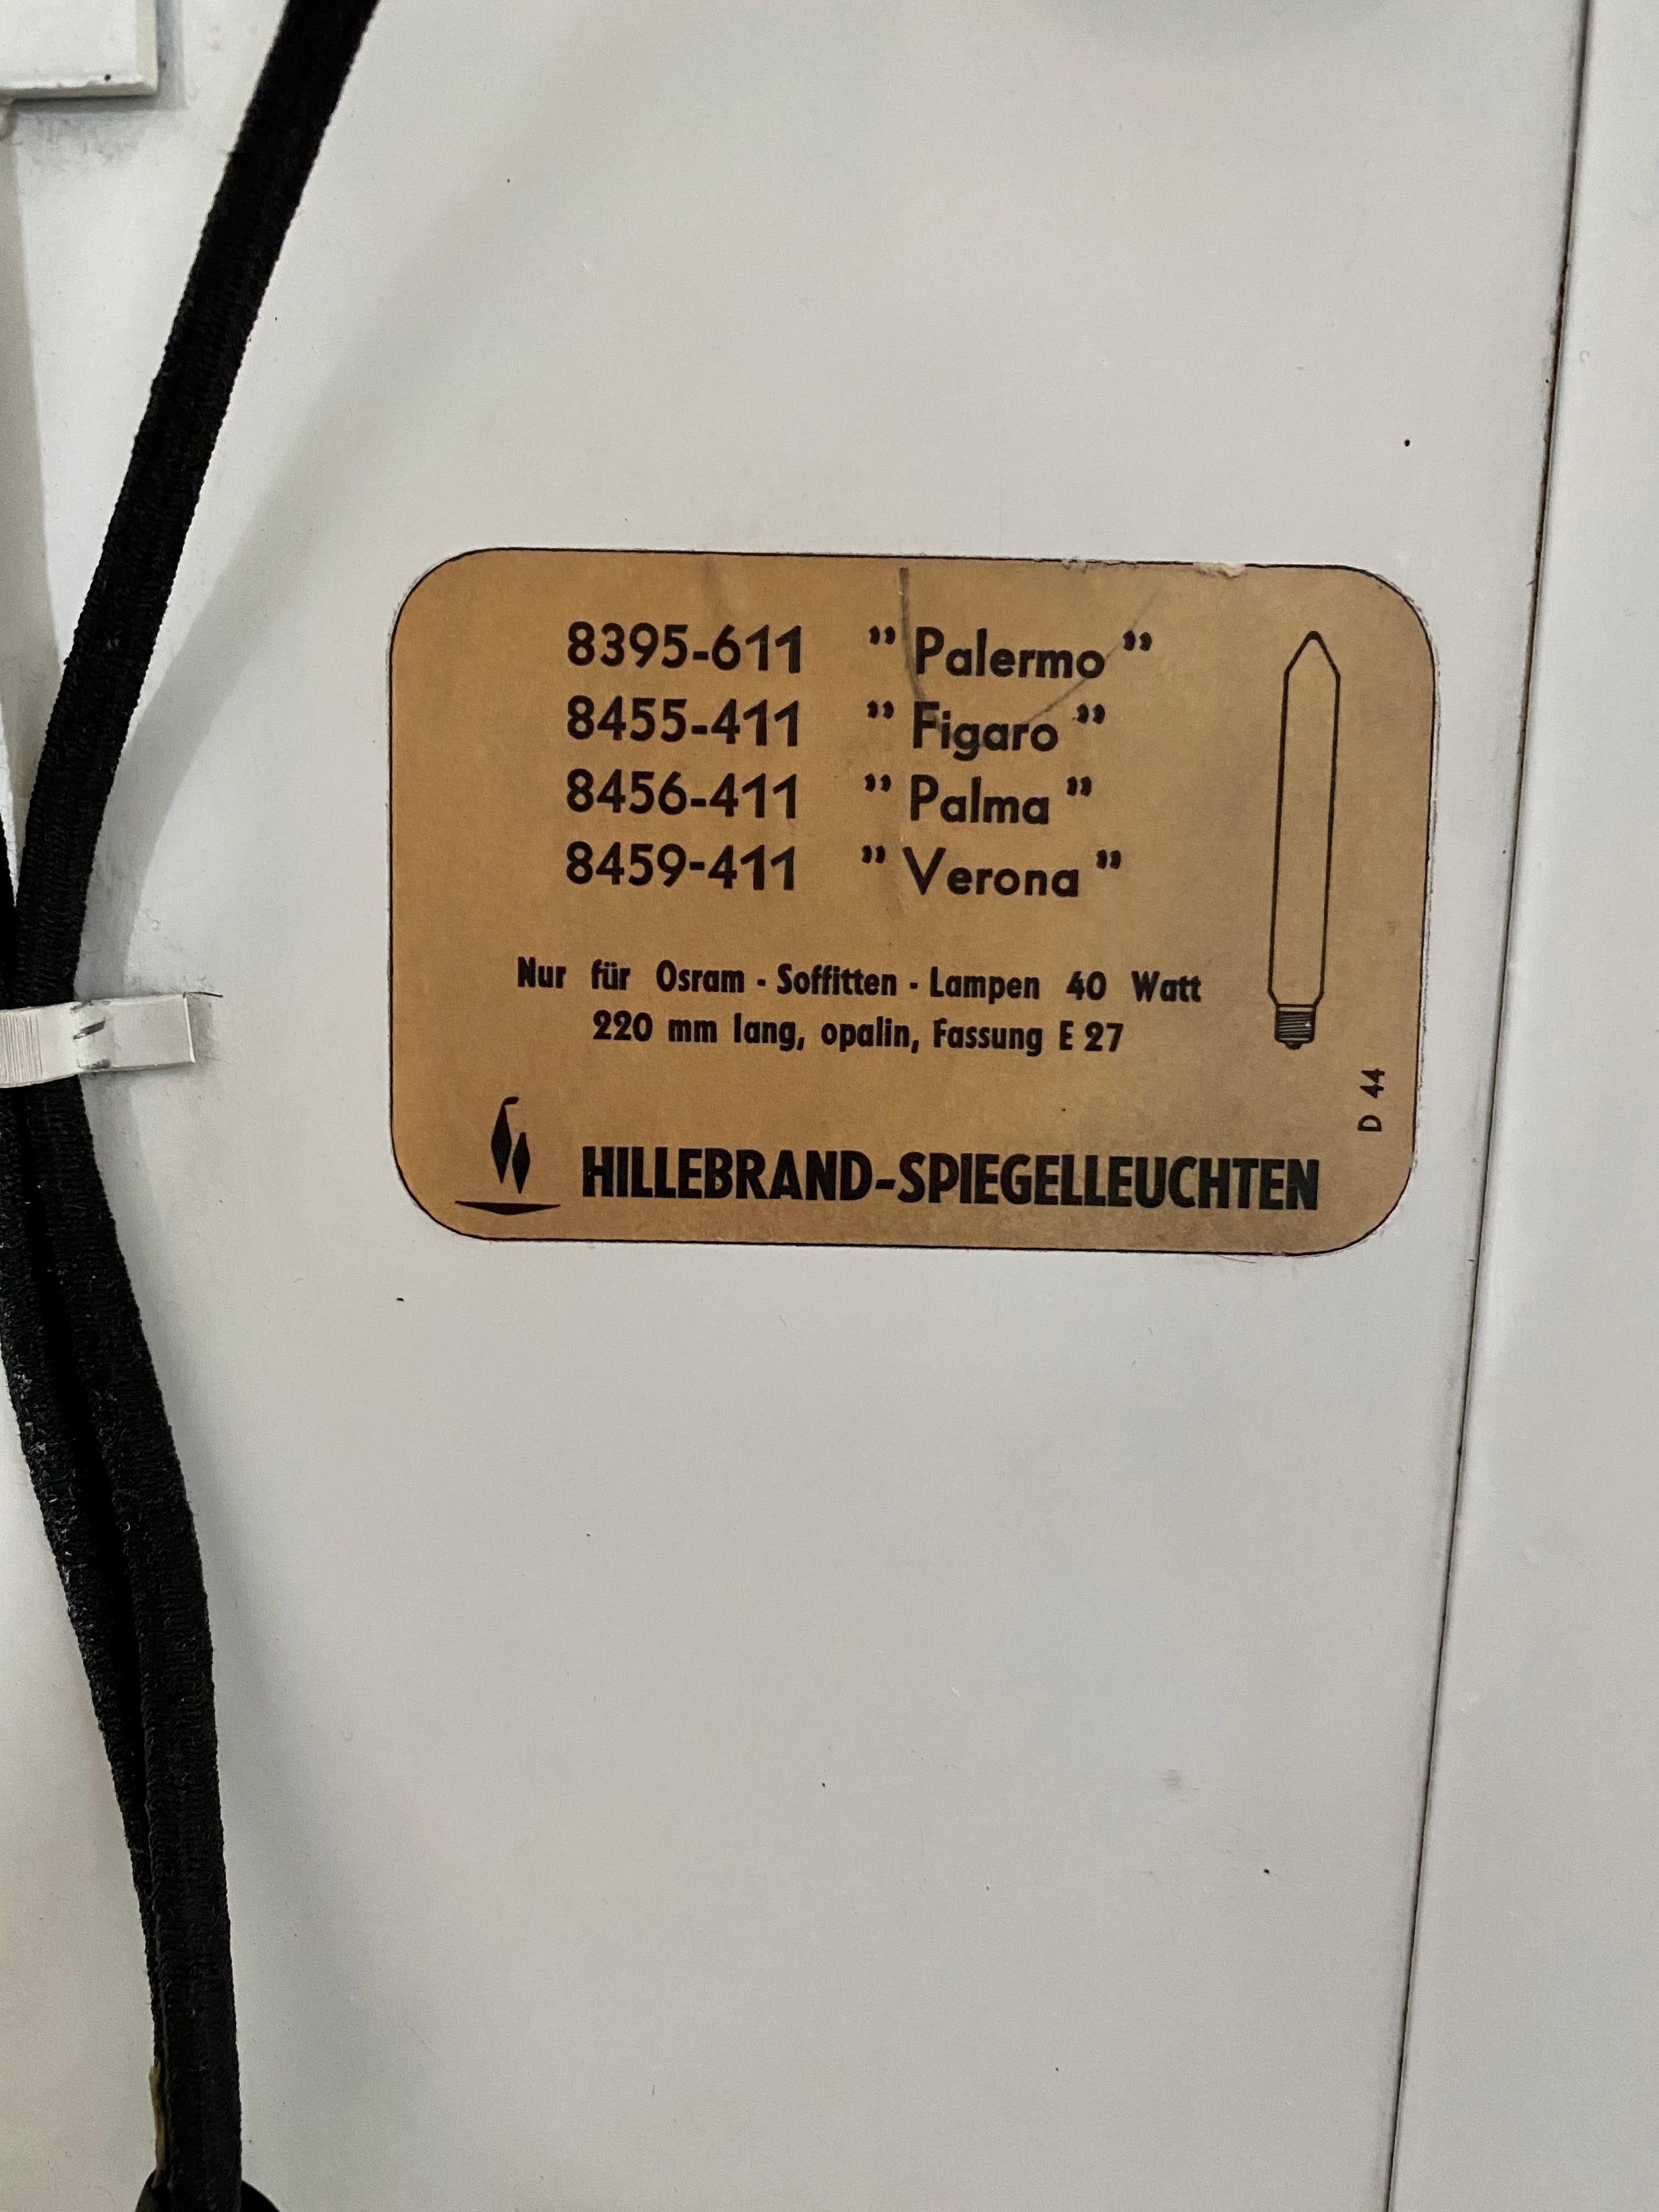 8395-611 " Palermo "
8455-411 " Figaro "
8456-411 " Palma "
8459-411 " Verona "
Nur für Osram - Soffitten - Lampen 40 Watt
220 mm lang, opalin, Fassung E 27
D 44
HILLEBRAND-SPIEGELLEUCHTEN